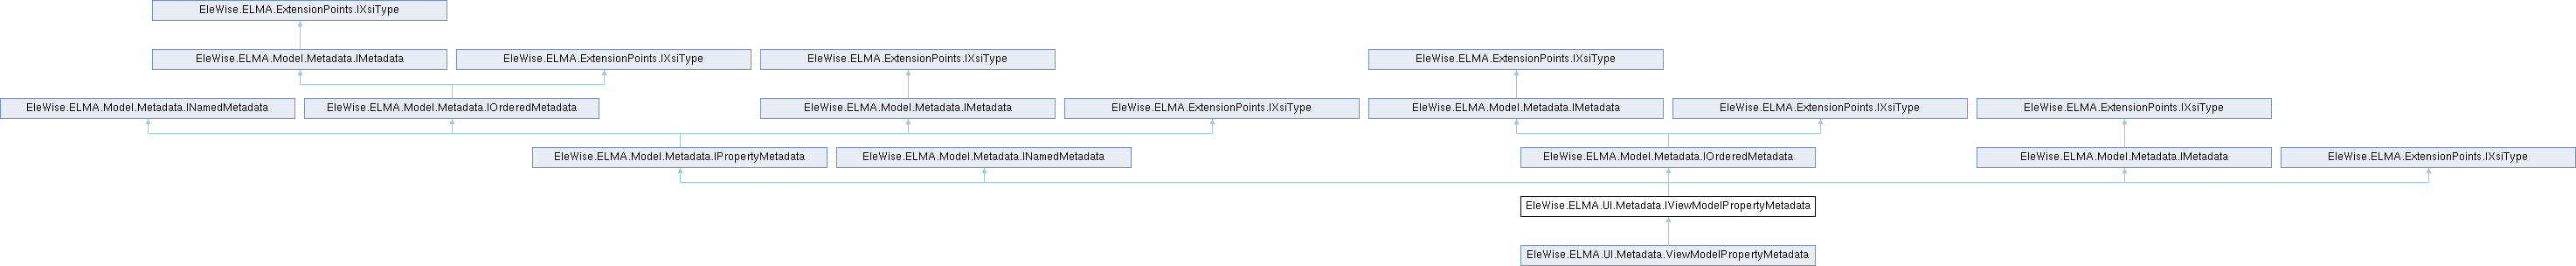 EleWise.ELMA.ExtensionPoints.IXsiType
EleWise.ELMA.Model.Metadata.IMetadata
EleWise.ELMA.ExtensionPoints.IXsiType
EleWise.ELMA.ExtensionPoints.IXsiType
EleWise.ELMA.ExtensionPoints.IXsiType
EleWise.ELMA.Model.Metadata.INamedMetadata
EleWise.ELMA.Model.Metadata.IOrderedMetadata
EleWise.ELMA.Model.Metadata.IMetadata
EleWise.ELMA.ExtensionPoints.IXsiType
EleWise.ELMA.Model.Metadata.IMetadata
EleWise.ELMA.ExtensionPoints.IXsiType
EleWise.ELMA.ExtensionPoints.IXsiType
EleWise.ELMA.Model.Metadata.IPropertyMetadata
EleWise.ELMA.Model.Metadata.INamedMetadata
EleWise.ELMA.Model.Metadata.IOrderedMetadata
EleWise.ELMA.Model.Metadata.IMetadata
EleWise.ELMA.ExtensionPoints.IXsiType
EleWise.ELMA.UI.Metadata.IViewModelPropertyMetadata
EleWise.ELMA.UI.Metadata.ViewModelPropertyMetadata